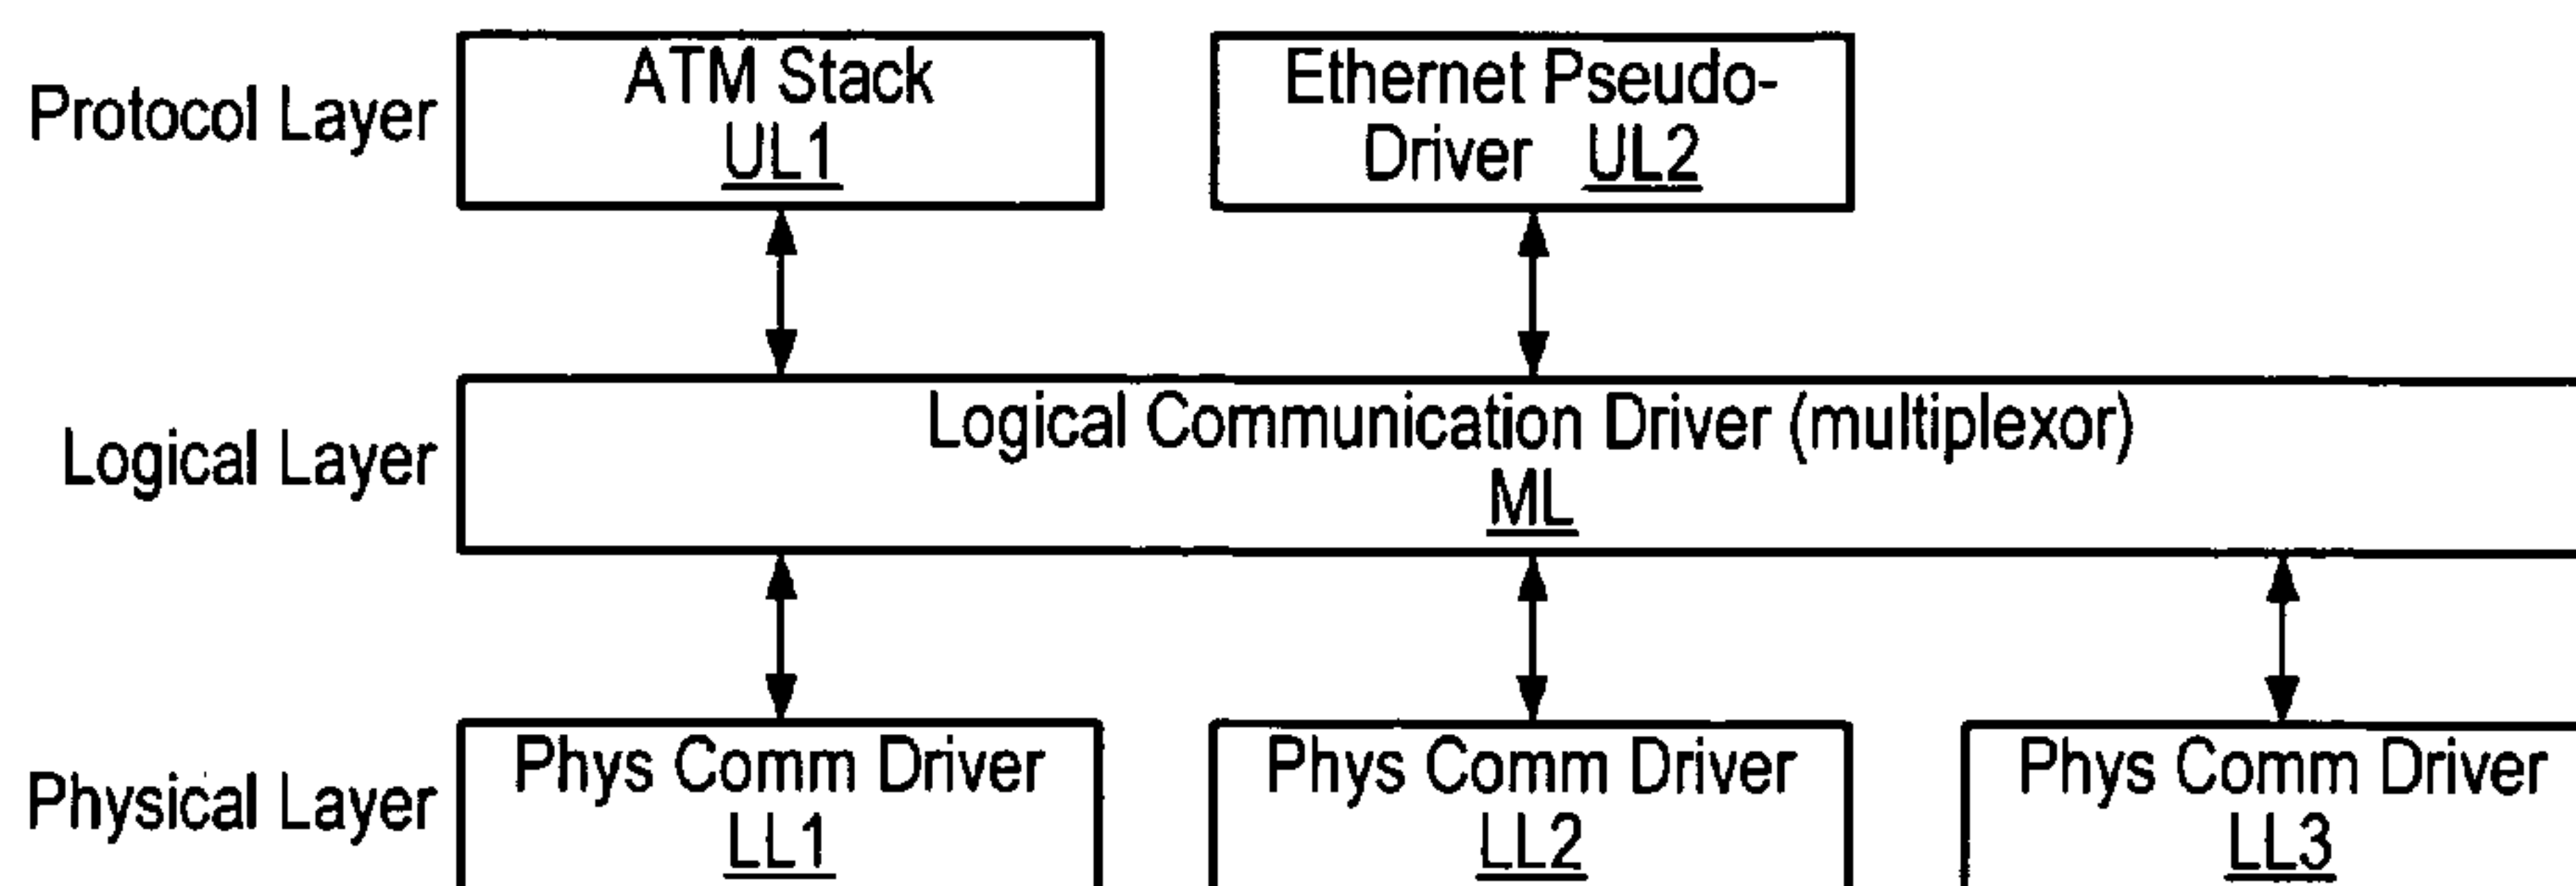 Protocol Layer
ATM Stack
UL1
Ethernet Pseudo-
Driver UL2
Logical Layer
Logical Communication Driver (multiplexor)
ML
Physical Layer
Phys Comm Driver
LL1
Phys Comm Driver
LL2
Phys Comm Driver
LL3